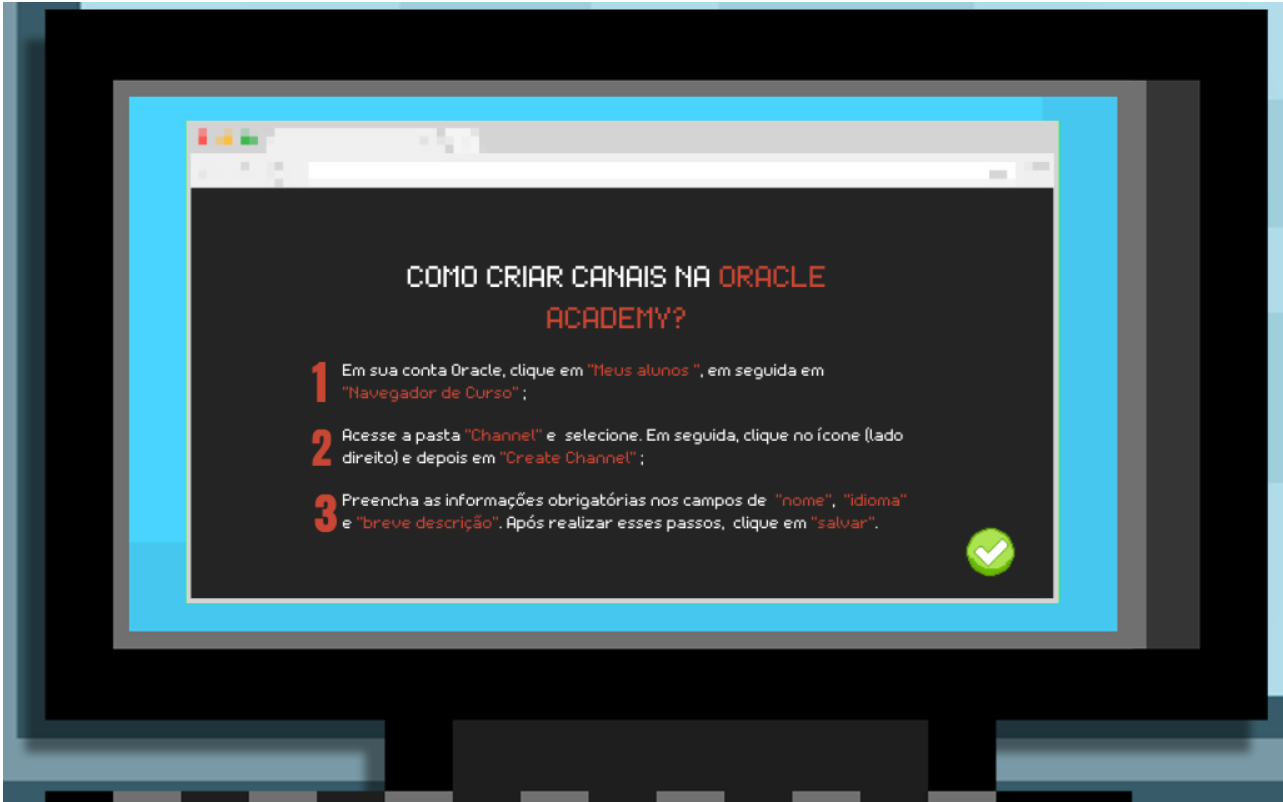 COMO CRIAR CANAIS NA ORACLE
ACADEMY?
1 Em sua conta Oracle, clique em "Meus alunos ", em seguida em
"Navegador de Curso" ;
2 Acesse a pasta "Channel" e selecione. Em seguida, clique no ícone (lado
direito) e depois em "Create Channel" ;
3 Preencha as informações obrigatórias nos campos de "nome", "idioma"
e "breve descrição". Após realizar esses passos, clique em "salvar".